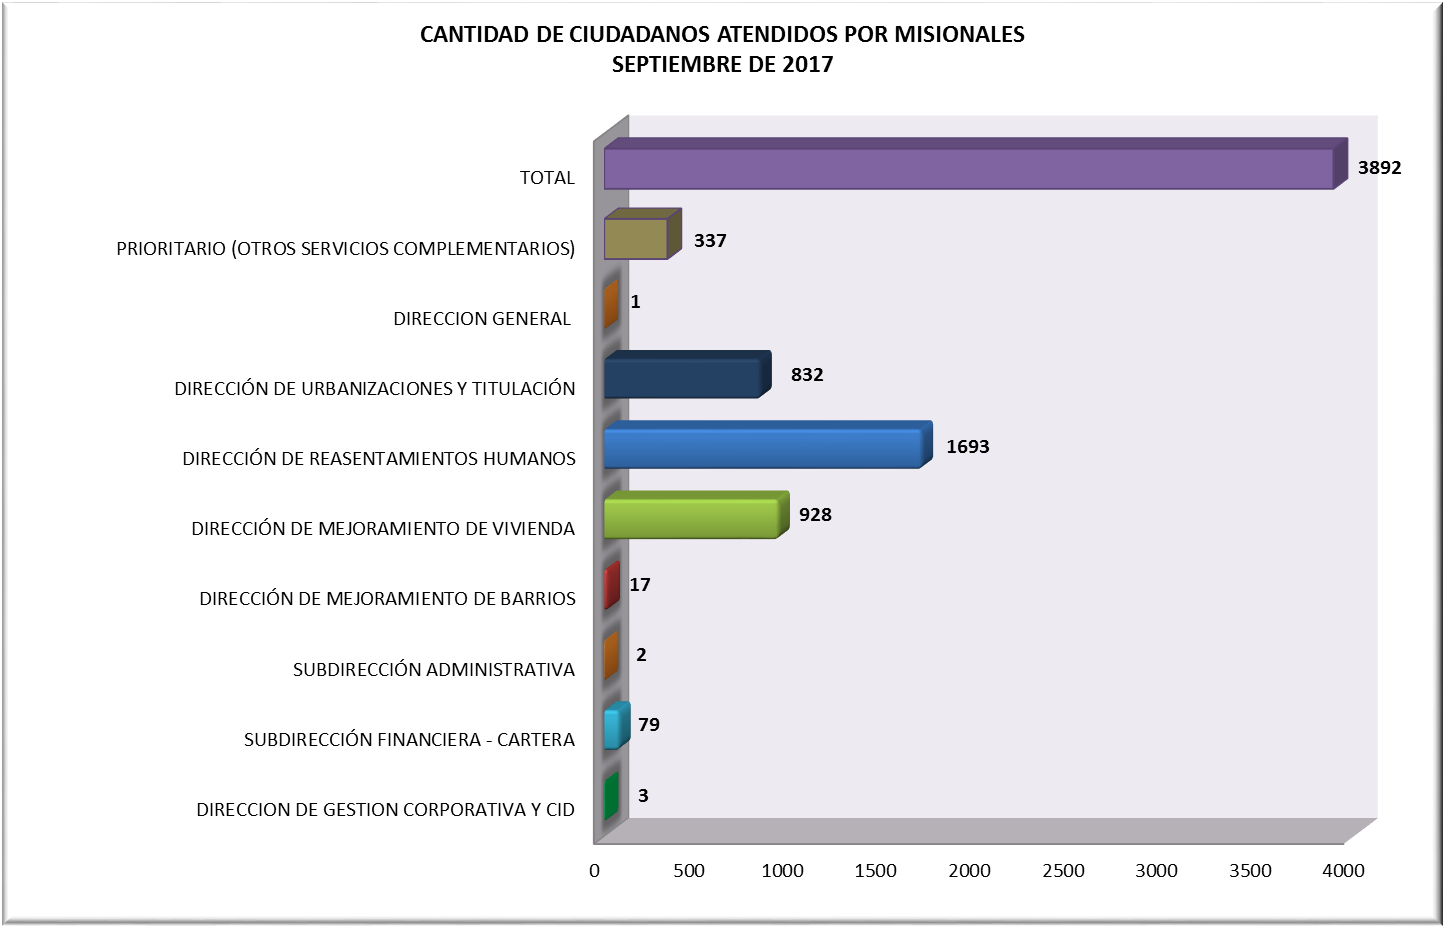 CANTIDAD DE CIUDADANOS ATENDIDOS POR MISIONALES
SEPTIEMBRE DE 2017
TOTAL 3892
PRIORITARIO (OTROS SERVICIOS COMPLEMENTARIOS) 337
DIRECCION GENERAL 1
DIRECCIÓN DE URBANIZACIONES Y TITULACIÓN 832
DIRECCIÓN DE REASENTAMIENTOS HUMANOS 1693
DIRECCIÓN DE MEJORAMIENTO DE VIVIENDA 928
DIRECCIÓN DE MEJORAMIENTO DE BARRIOS 17
SUBDIRECCIÓN ADMINISTRATIVA 2
SUBDIRECCIÓN FINANCIERA - CARTERA 79
DIRECCION DE GESTION CORPORATIVA Y CID 3
0 500 1000 1500 2000 2500 3000 3500 4000